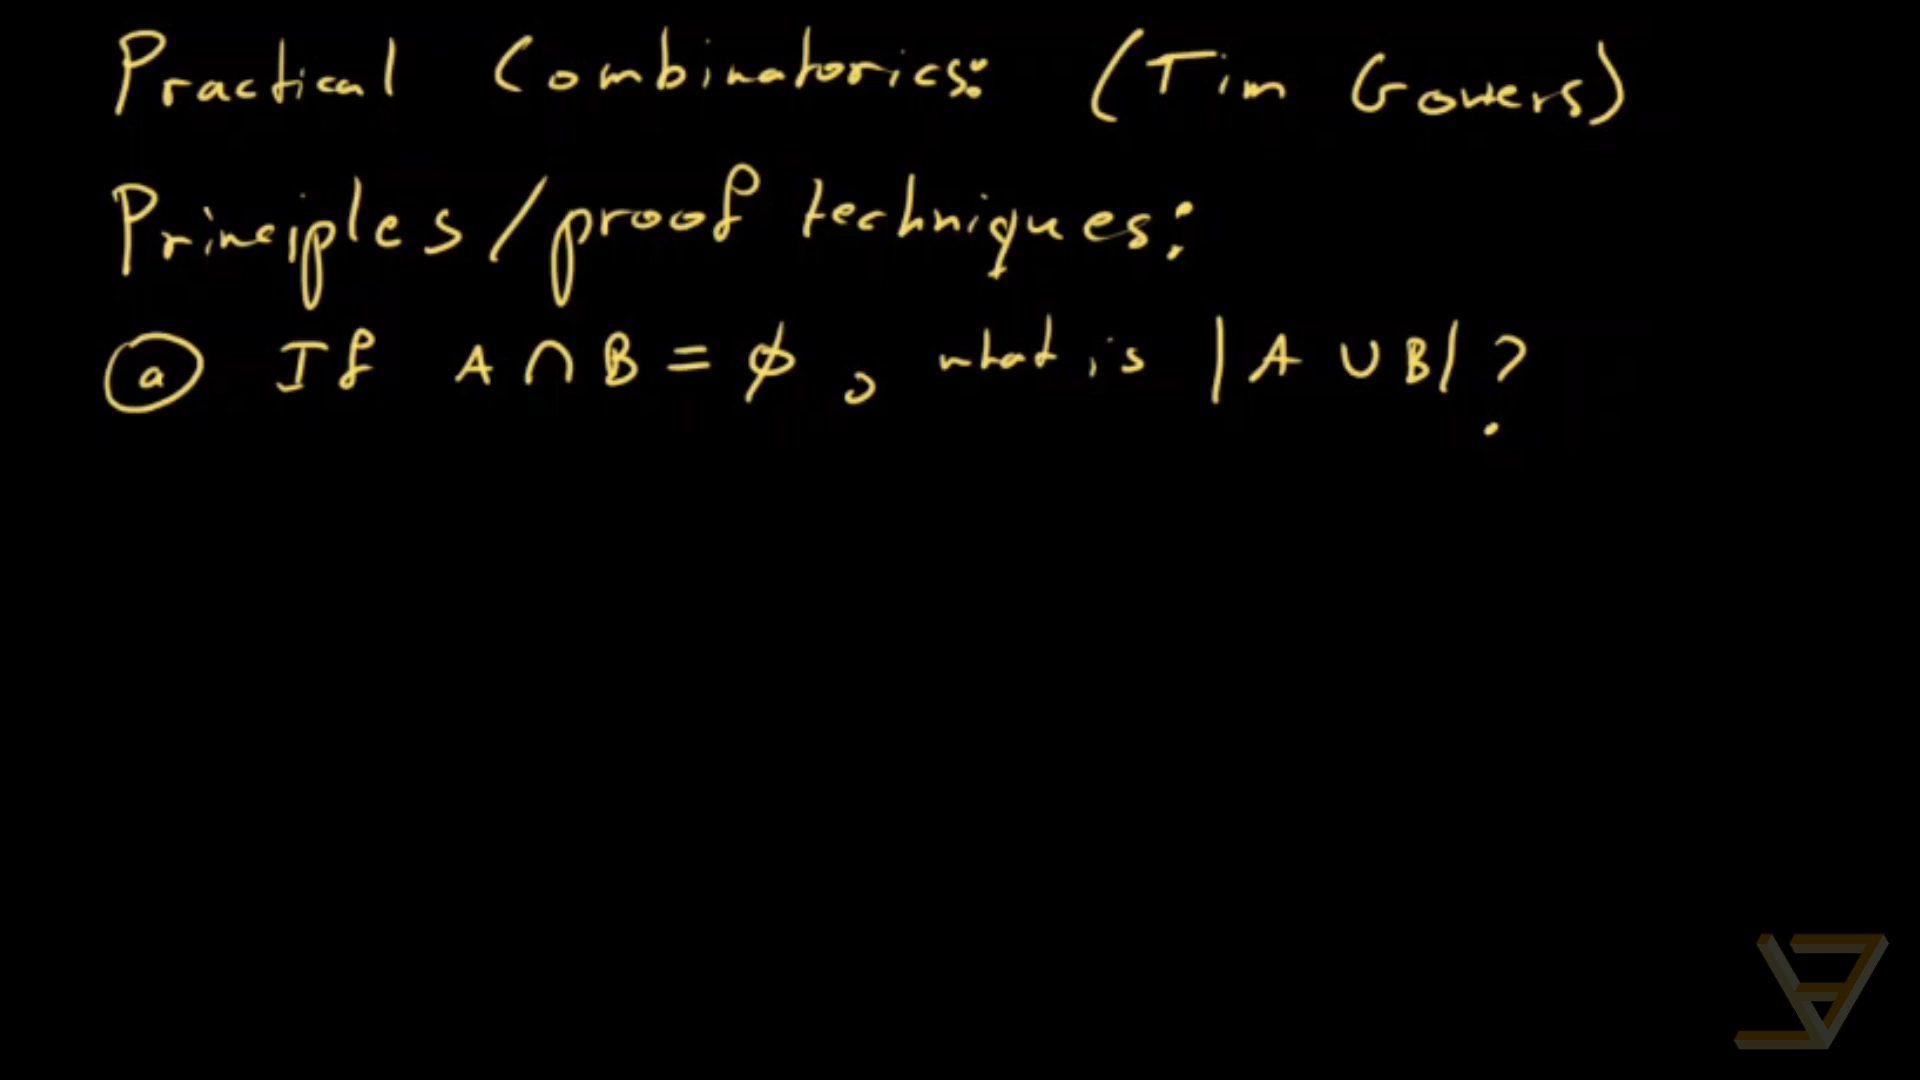 Practical Combinatorics: (Tim Gowers)
Principles/proof techniques:
(a) If A ∩ B = ∅, what is |A ∪ B|?